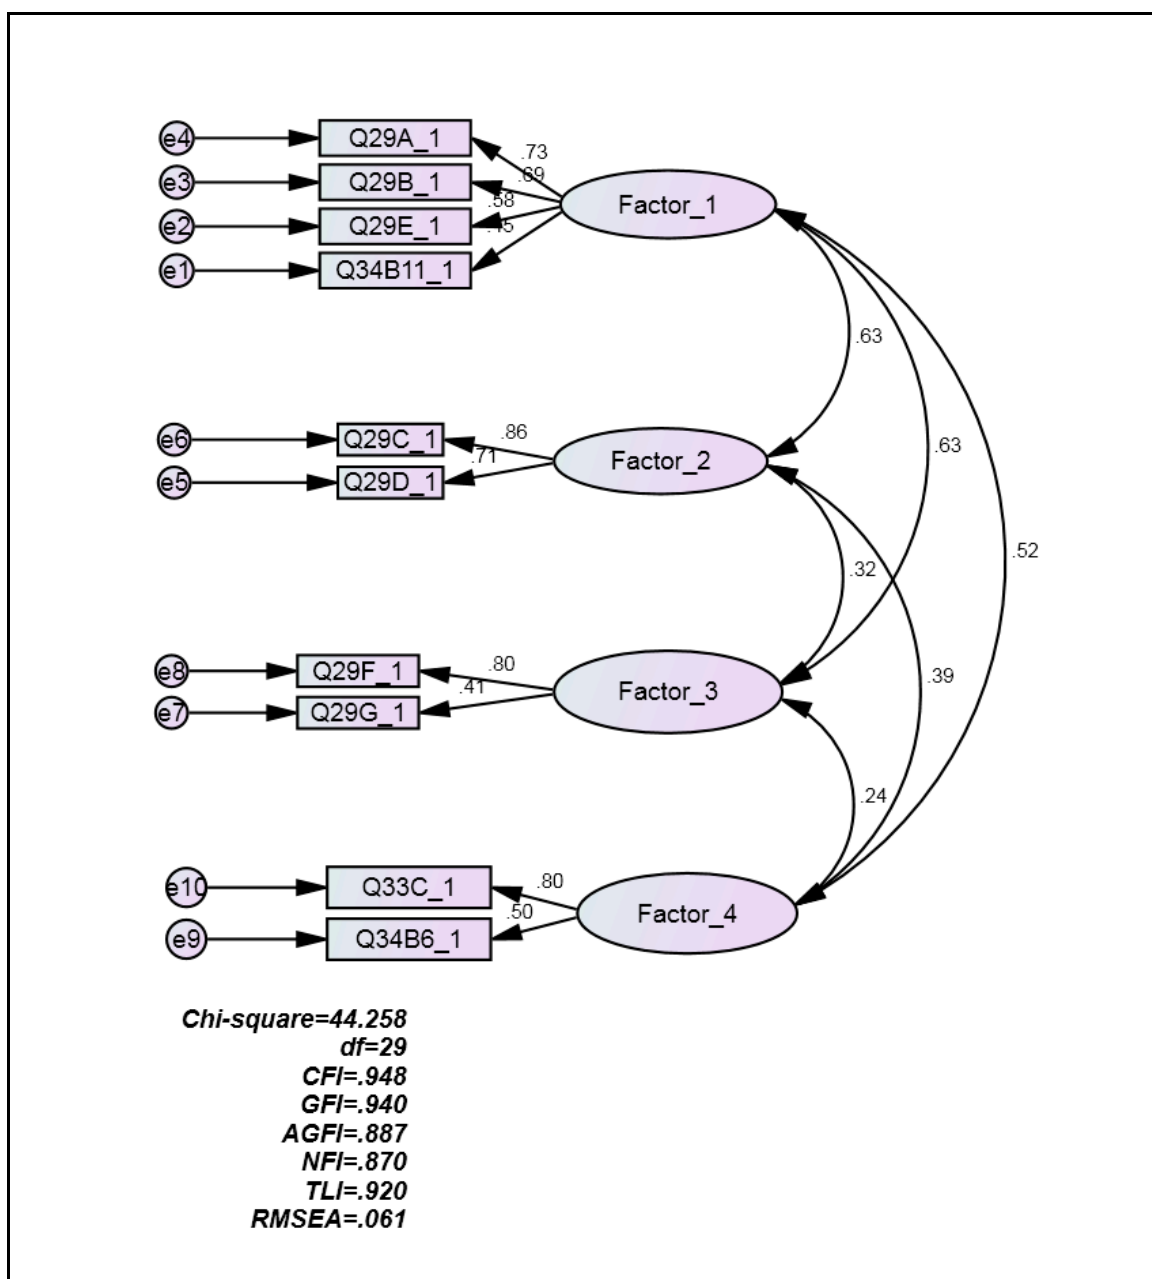 e4
Q29A_1
.73
e3
Q29B_1
.69
Factor_1
e2
Q29E_1
.58
e1
Q34B11_1
.45
.63
.63
.52
e6
Q29C_1
.86
Factor_2
e5
Q29D_1
.71
.32
.39
e8
Q29F_1
.80
Factor_3
e7
Q29G_1
.41
.24
e10
Q33C_1
.80
Factor_4
e9
Q34B6_1
.50
Chi-square=44.258
df=29
CFI=.948
GFI=.940
AGFI=.887
NFI=.870
TLI=.920
RMSEA=.061